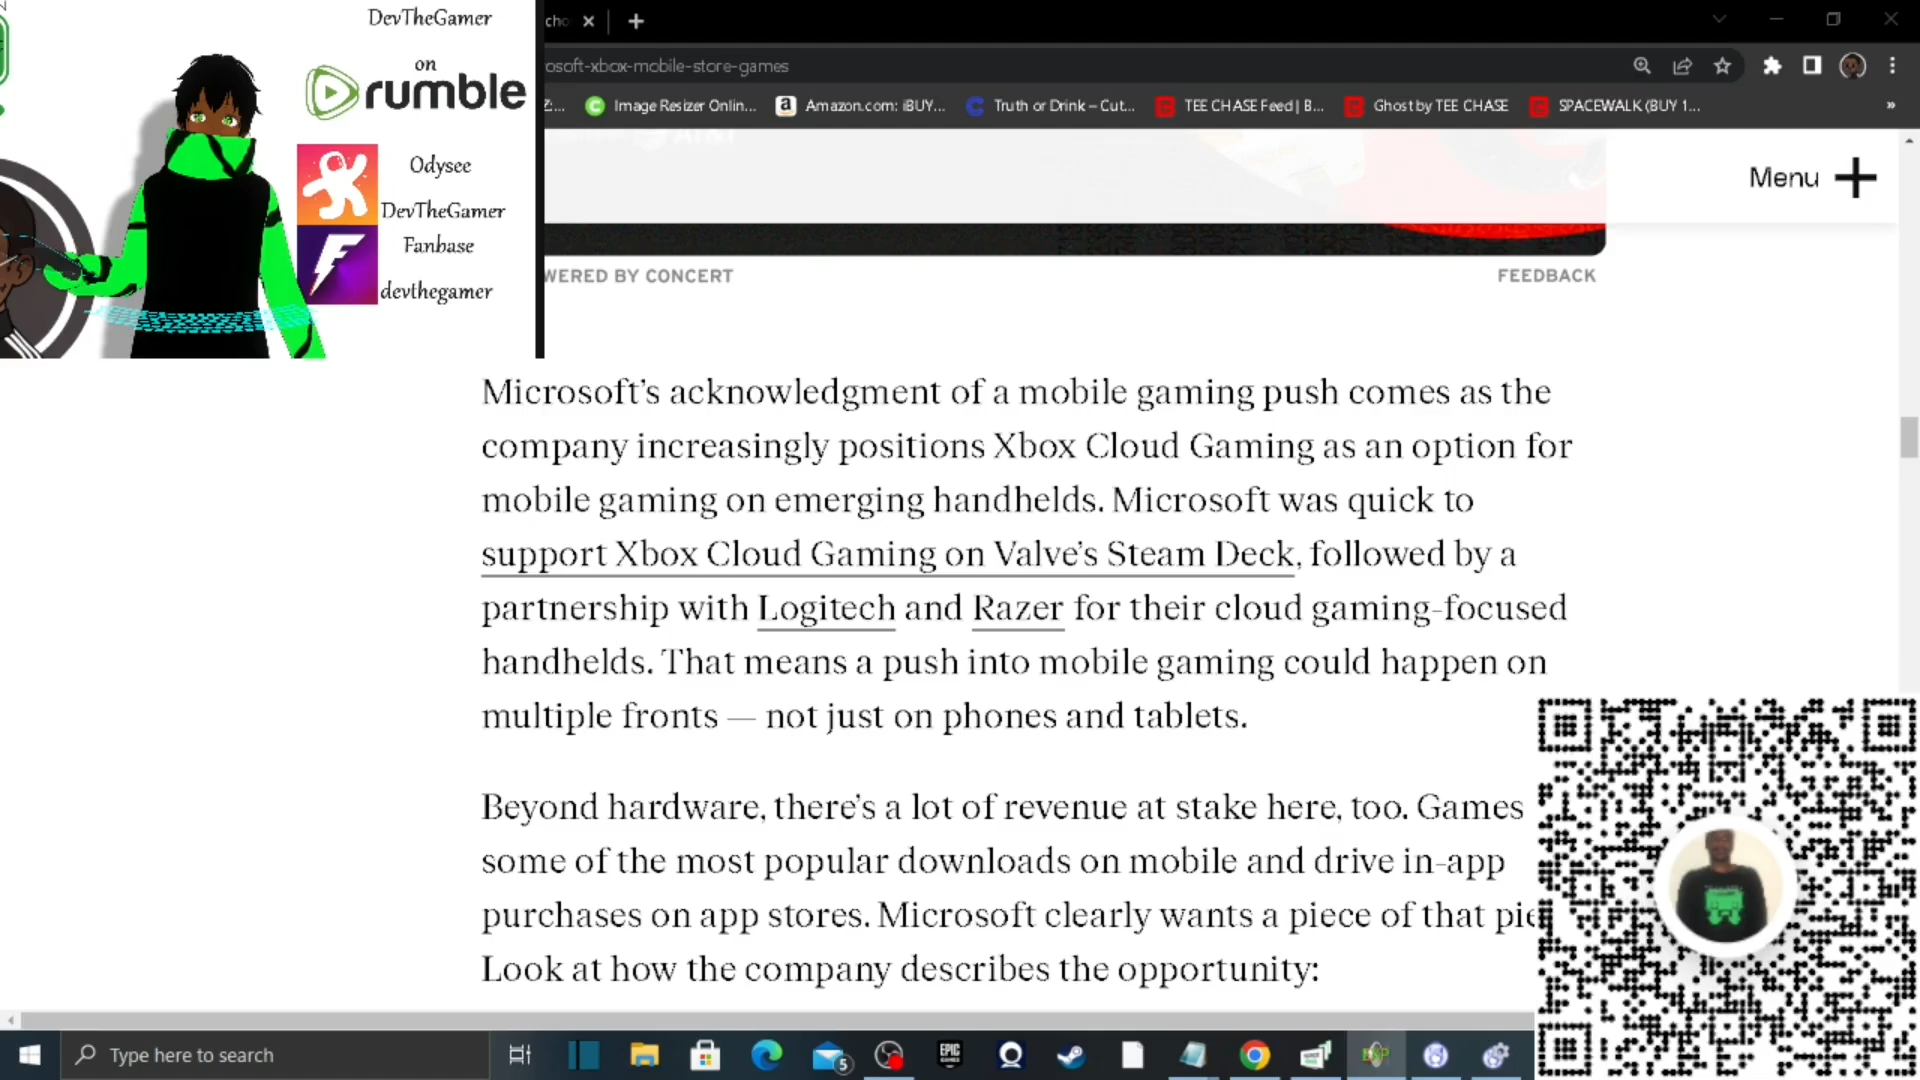 DevTheGamer
on
rumble
Odysee
DevTheGamer
Fanbase
devthegamer
cho
osoft-xbox-mobile-store-games
Z:...
Image Resizer Onlin...
Amazon.com: iBUY...
Truth or Drink – Cut...
TEE CHASE Feed | B...
Ghost by TEE CHASE
SPACEWALK (BUY 1...
»
AT&T
Menu
WERED BY CONCERT
FEEDBACK
Microsoft's acknowledgment of a mobile gaming push comes as the
company increasingly positions Xbox Cloud Gaming as an option for
mobile gaming on emerging handhelds. Microsoft was quick to
support Xbox Cloud Gaming on Valve's Steam Deck, followed by a
partnership with Logitech and Razer for their cloud gaming-focused
handhelds. That means a push into mobile gaming could happen on
multiple fronts — not just on phones and tablets.
Beyond hardware, there's a lot of revenue at stake here, too. Games
some of the most popular downloads on mobile and drive in-app
purchases on app stores. Microsoft clearly wants a piece of that pie
Look at how the company describes the opportunity:
Type here to search
5
EPIC
GAMES